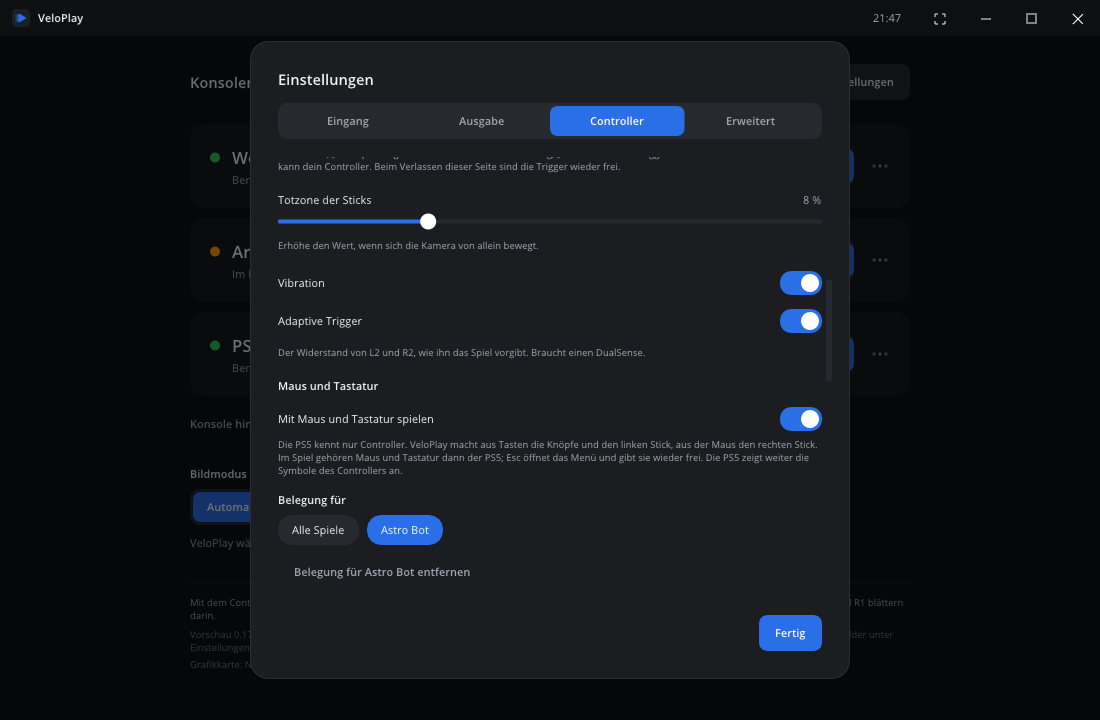 VeloPlay
21:47
Einstellungen
Eingang
Ausgabe
Controller
Erweitert
kann dein Controller. Beim Verlassen dieser Seite sind die Trigger wieder frei.
Totzone der Sticks
8 %
Erhöhe den Wert, wenn sich die Kamera von allein bewegt.
Vibration
Adaptive Trigger
Der Widerstand von L2 und R2, wie ihn das Spiel vorgibt. Braucht einen DualSense.
Maus und Tastatur
Mit Maus und Tastatur spielen
Die PS5 kennt nur Controller. VeloPlay macht aus Tasten die Knöpfe und den linken Stick, aus der Maus den rechten Stick.
Im Spiel gehören Maus und Tastatur dann der PS5; Esc öffnet das Menü und gibt sie wieder frei. Die PS5 zeigt weiter die
Symbole des Controllers an.
Belegung für
Alle Spiele
Astro Bot
Belegung für Astro Bot entfernen
Fertig
Bildmodus
VeloPlay
Mit dem
R1 blättern
darin.
Vorschau
unter
Einstellungen
Grafikkarte: